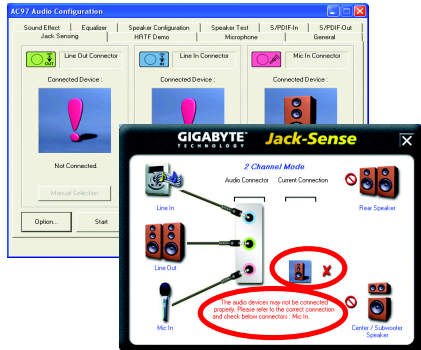 AC97 Audio Configuration
Sound Effect
Equalizer
Speaker Configuration
Speaker Test
S/PDIF-In
S/PDIF-Out
Jack Sensing
HRTF Demo
Microphone
General
OUT
Line Out Connector
Line In Connector
Mic In Connector
Connected Device :
Connected Device :
Connected Device :
Not Connected.
Manual Selection
Option...
Start
GIGABYTE
TECHNOLOGY
Jack-Sense
X
2 Channel Mode
Audio Connector
Current Connection
Line In
Rear Speaker
Line Out
Mic In
Center / Subwoofer
Speaker
The audio devices may not be connected
properly. Please refer to the correct connection
and check below connectors : Mic In.